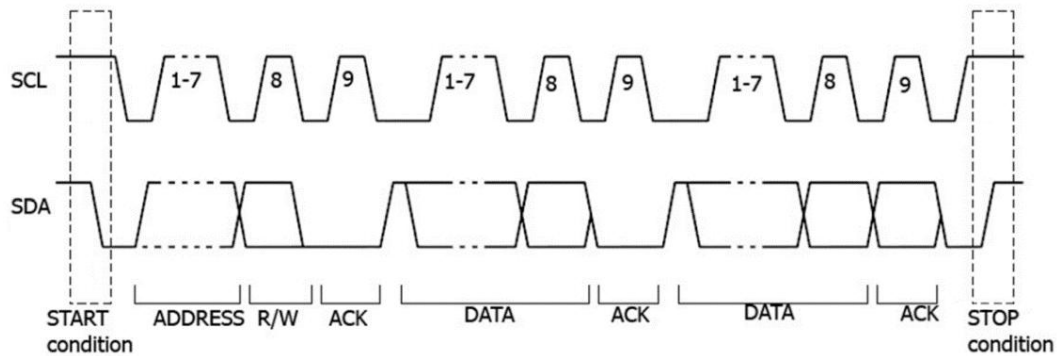 SCL
1-7
8
9
1-7
8
9
1-7
8
9
SDA
START
condition
ADDRESS
R/W
ACK
DATA
ACK
DATA
ACK
STOP
condition